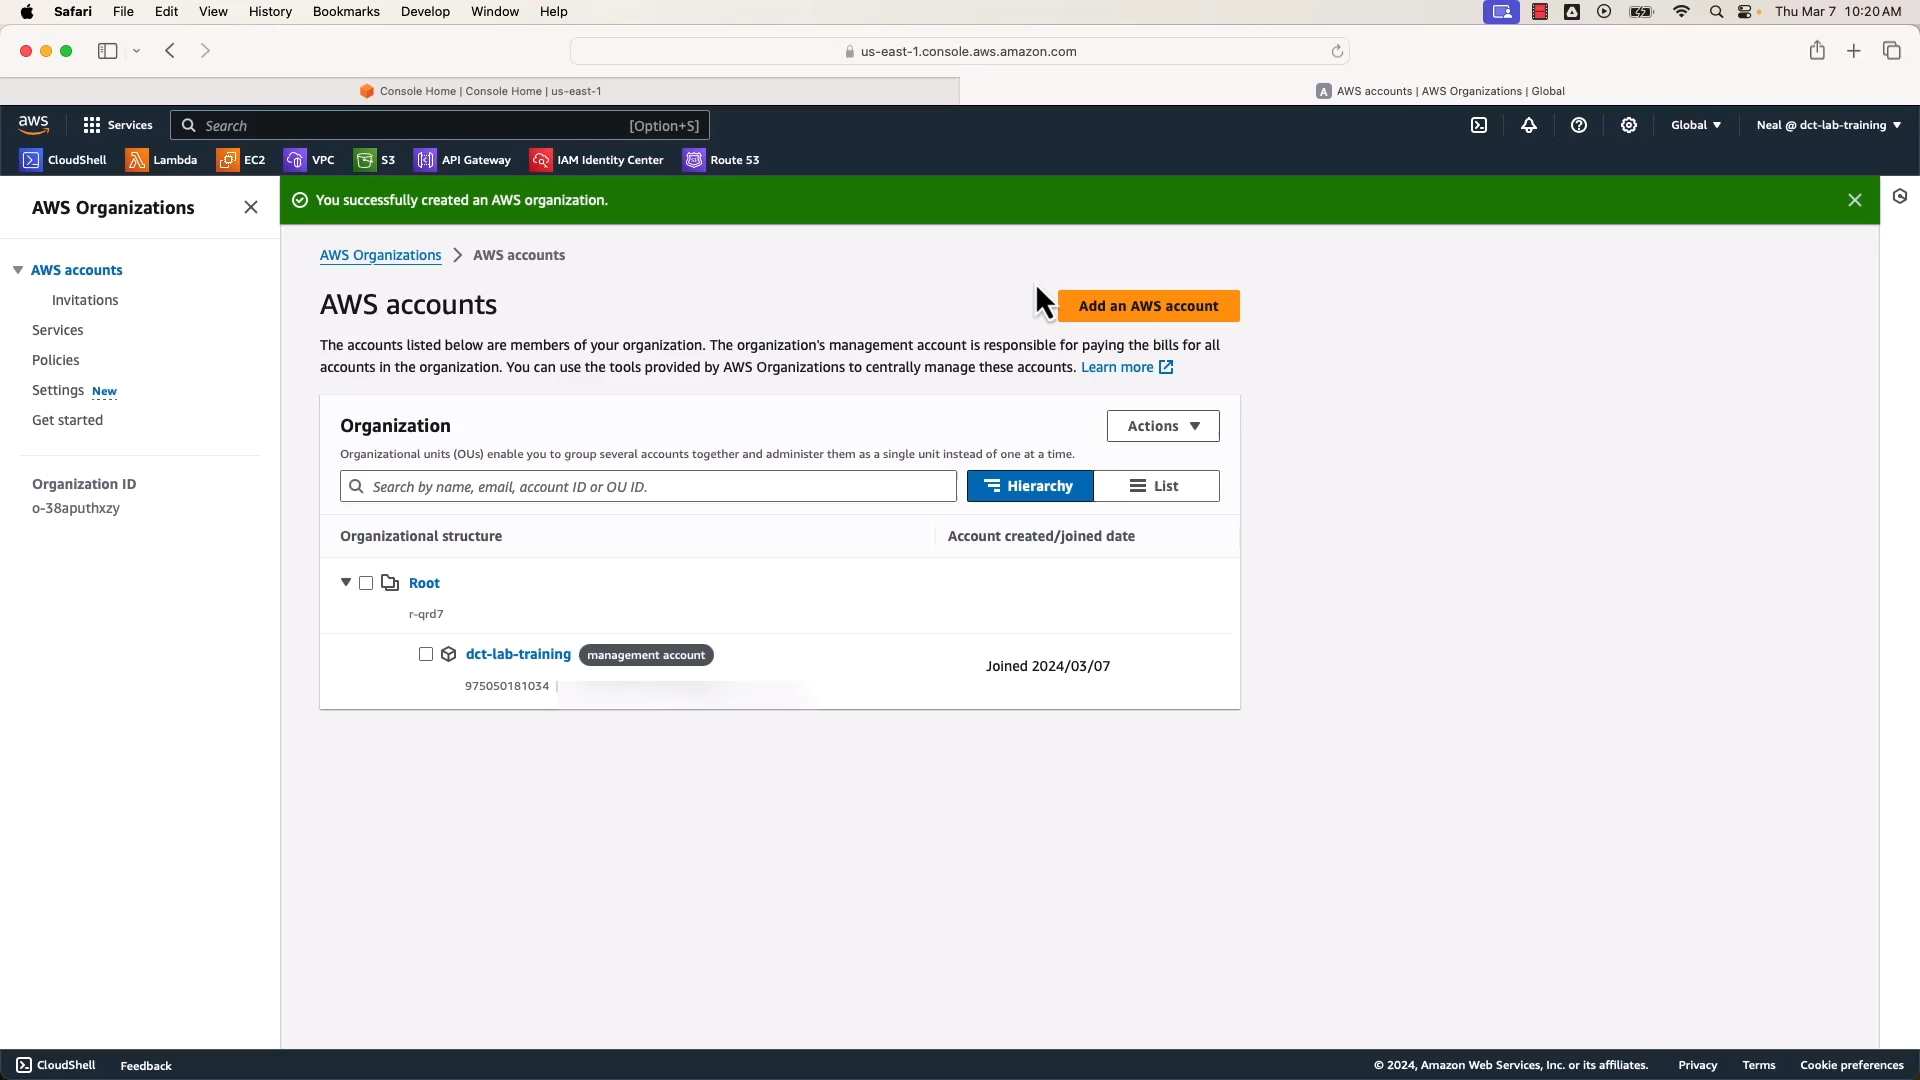 Safari File Edit View History Bookmarks Develop Window Help Thu Mar 7 10:20 AM
us-east-1.console.aws.amazon.com
Console Home | Console Home | us-east-1
A AWS accounts | AWS Organizations | Global
aws Services Search [Option+S] Global Neal @ dct-lab-training
CloudShell Lambda EC2 VPC S3 API Gateway IAM Identity Center Route 53
AWS Organizations
You successfully created an AWS organization.
AWS accounts
Invitations
Services
Policies
Settings New
Get started
Organization ID
o-38aputhxzy
AWS Organizations > AWS accounts
AWS accounts
Add an AWS account
The accounts listed below are members of your organization. The organization's management account is responsible for paying the bills for all
accounts in the organization. You can use the tools provided by AWS Organizations to centrally manage these accounts. Learn more
Organization
Actions
Organizational units (OUs) enable you to group several accounts together and administer them as a single unit instead of one at a time.
Search by name, email, account ID or OU ID.
Hierarchy List
Organizational structure Account created/joined date
Root
r-qrd7
dct-lab-training management account
Joined 2024/03/07
975050181034 |
CloudShell Feedback © 2024, Amazon Web Services, Inc. or its affiliates. Privacy Terms Cookie preferences